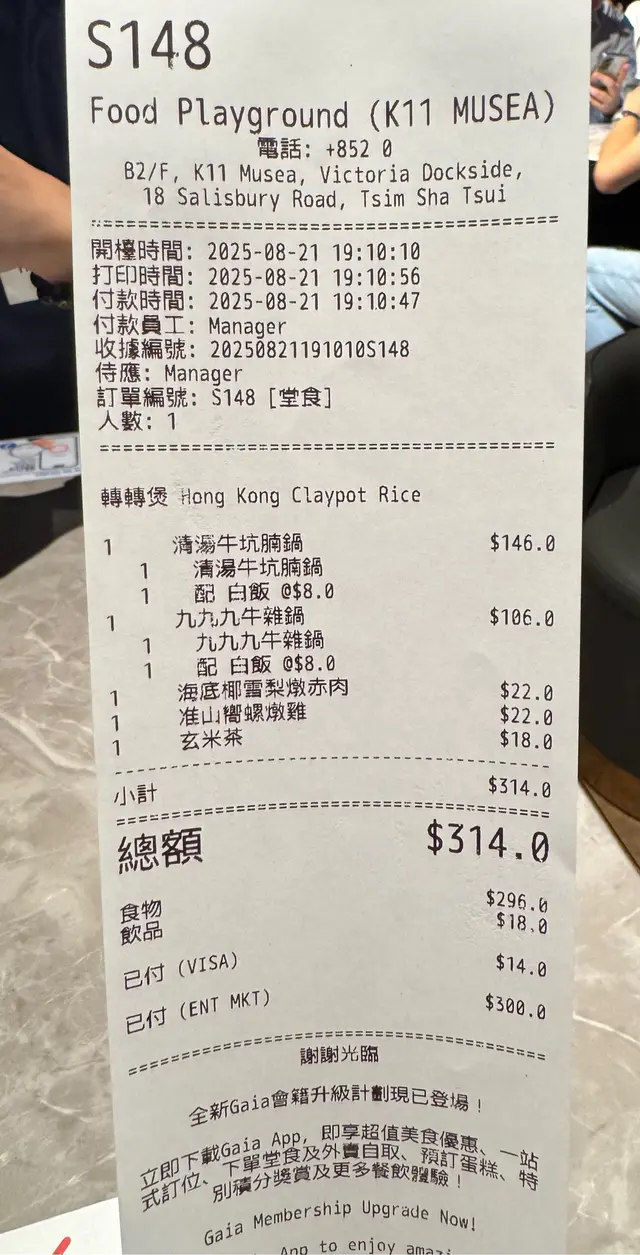 S148
Food Playground (K11 MUSEA)
電話: +852 0
B2/F, K11 Musea, Victoria Dockside,
18 Salisbury Road, Tsim Sha Tsui
開檯時間: 2025-08-21 19:10:10
打印時間: 2025-08-21 19:10:56
付款時間: 2025-08-21 19:10:47
付款員工: Manager
收據編號: 20250821191010S148
侍應: Manager
訂單編號: S148 [堂食]
人數: 1
轉轉煲 Hong Kong Claypot Rice
1 清湯牛坑腩鍋 $146.0
1 清湯牛坑腩鍋
1 配 白飯 @$8.0
1 九九九牛雜鍋 $106.0
1 九九九牛雜鍋
1 配 白飯 @$8.0
1 海底椰雪梨燉赤肉 $22.0
1 准山嚮螺燉雞 $22.0
1 玄米茶 $18.0
小計 $314.0
總額 $314.0
食物 $296.0
飲品 $18.0
已付 (VISA) $14.0
已付 (ENT MKT) $300.0
謝謝光臨
全新Gaia會籍升級計劃現已登場！
立即下載Gaia App, 即享超值美食優惠、一站
式訂位、下單堂食及外賣自取、預訂蛋糕、特
別積分獎賞及更多餐飲體驗！
Gaia Membership Upgrade Now!
App to enjoy